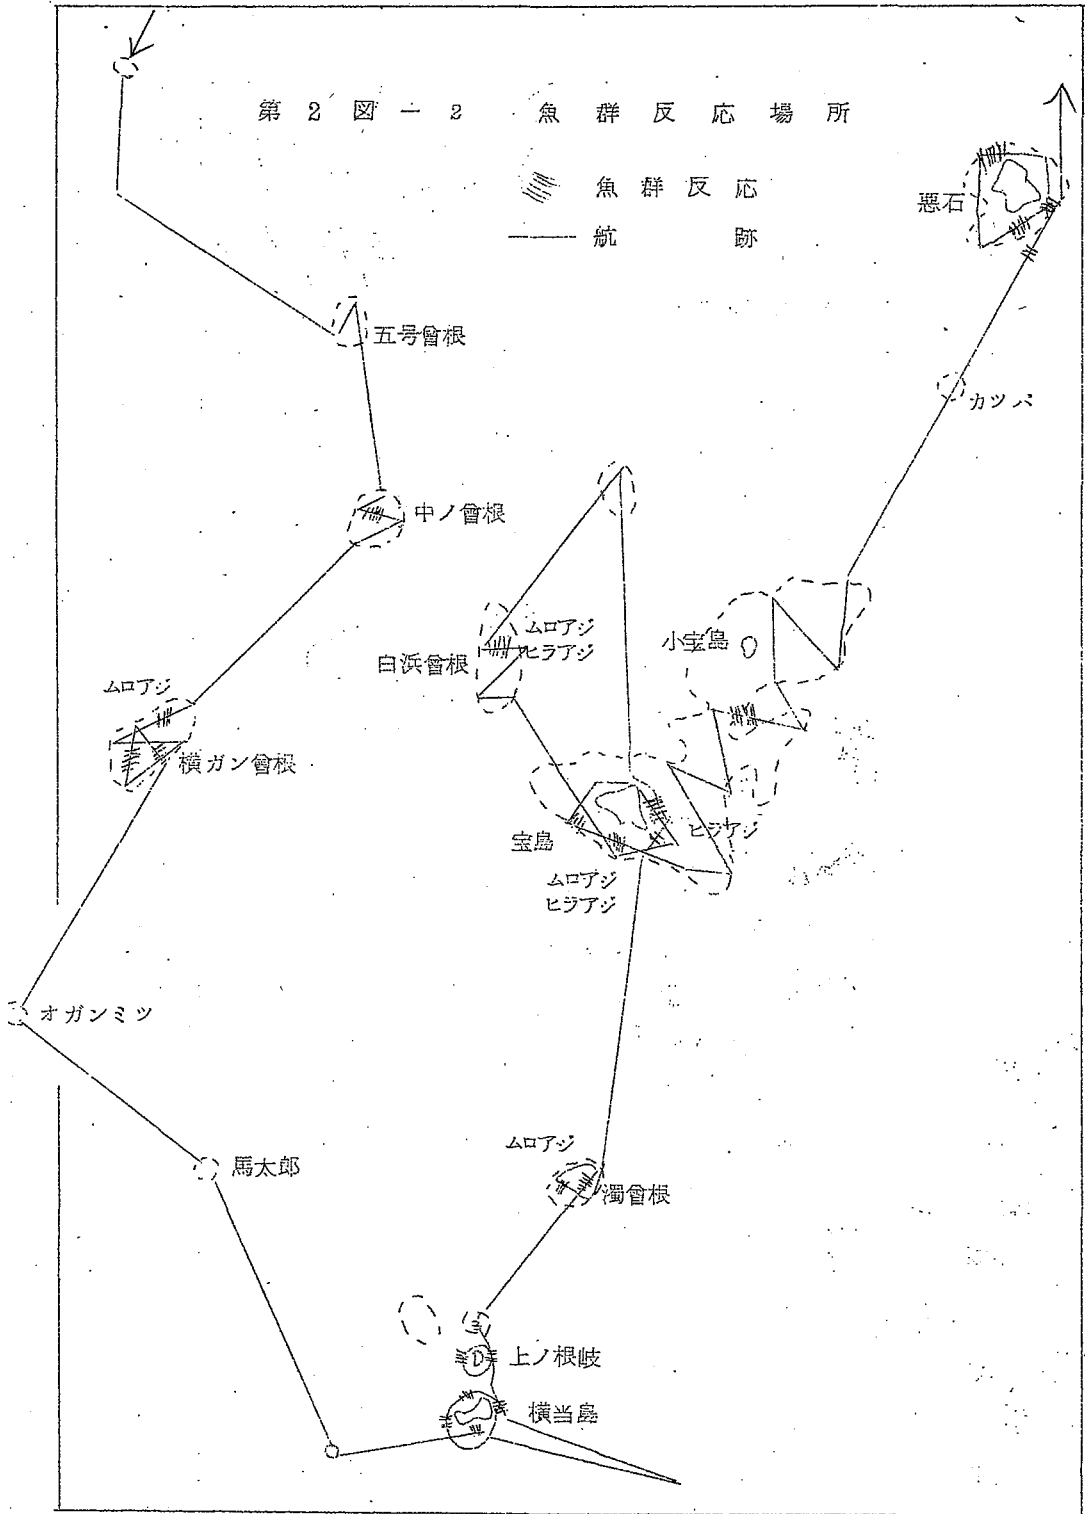 第2図－2 魚群反応場所
魚群反応
航跡
悪石
五号曾根
カツパ
中ノ曾根
ムロアジ
ヒラアジ
白浜曾根
小宝島
ムロアジ
横ガン曾根
ヒラアジ
宝島
ムロアジ
ヒラアジ
オガンミツ
ムロアジ
馬太郎
濁曾根
上ノ根岐
横当島